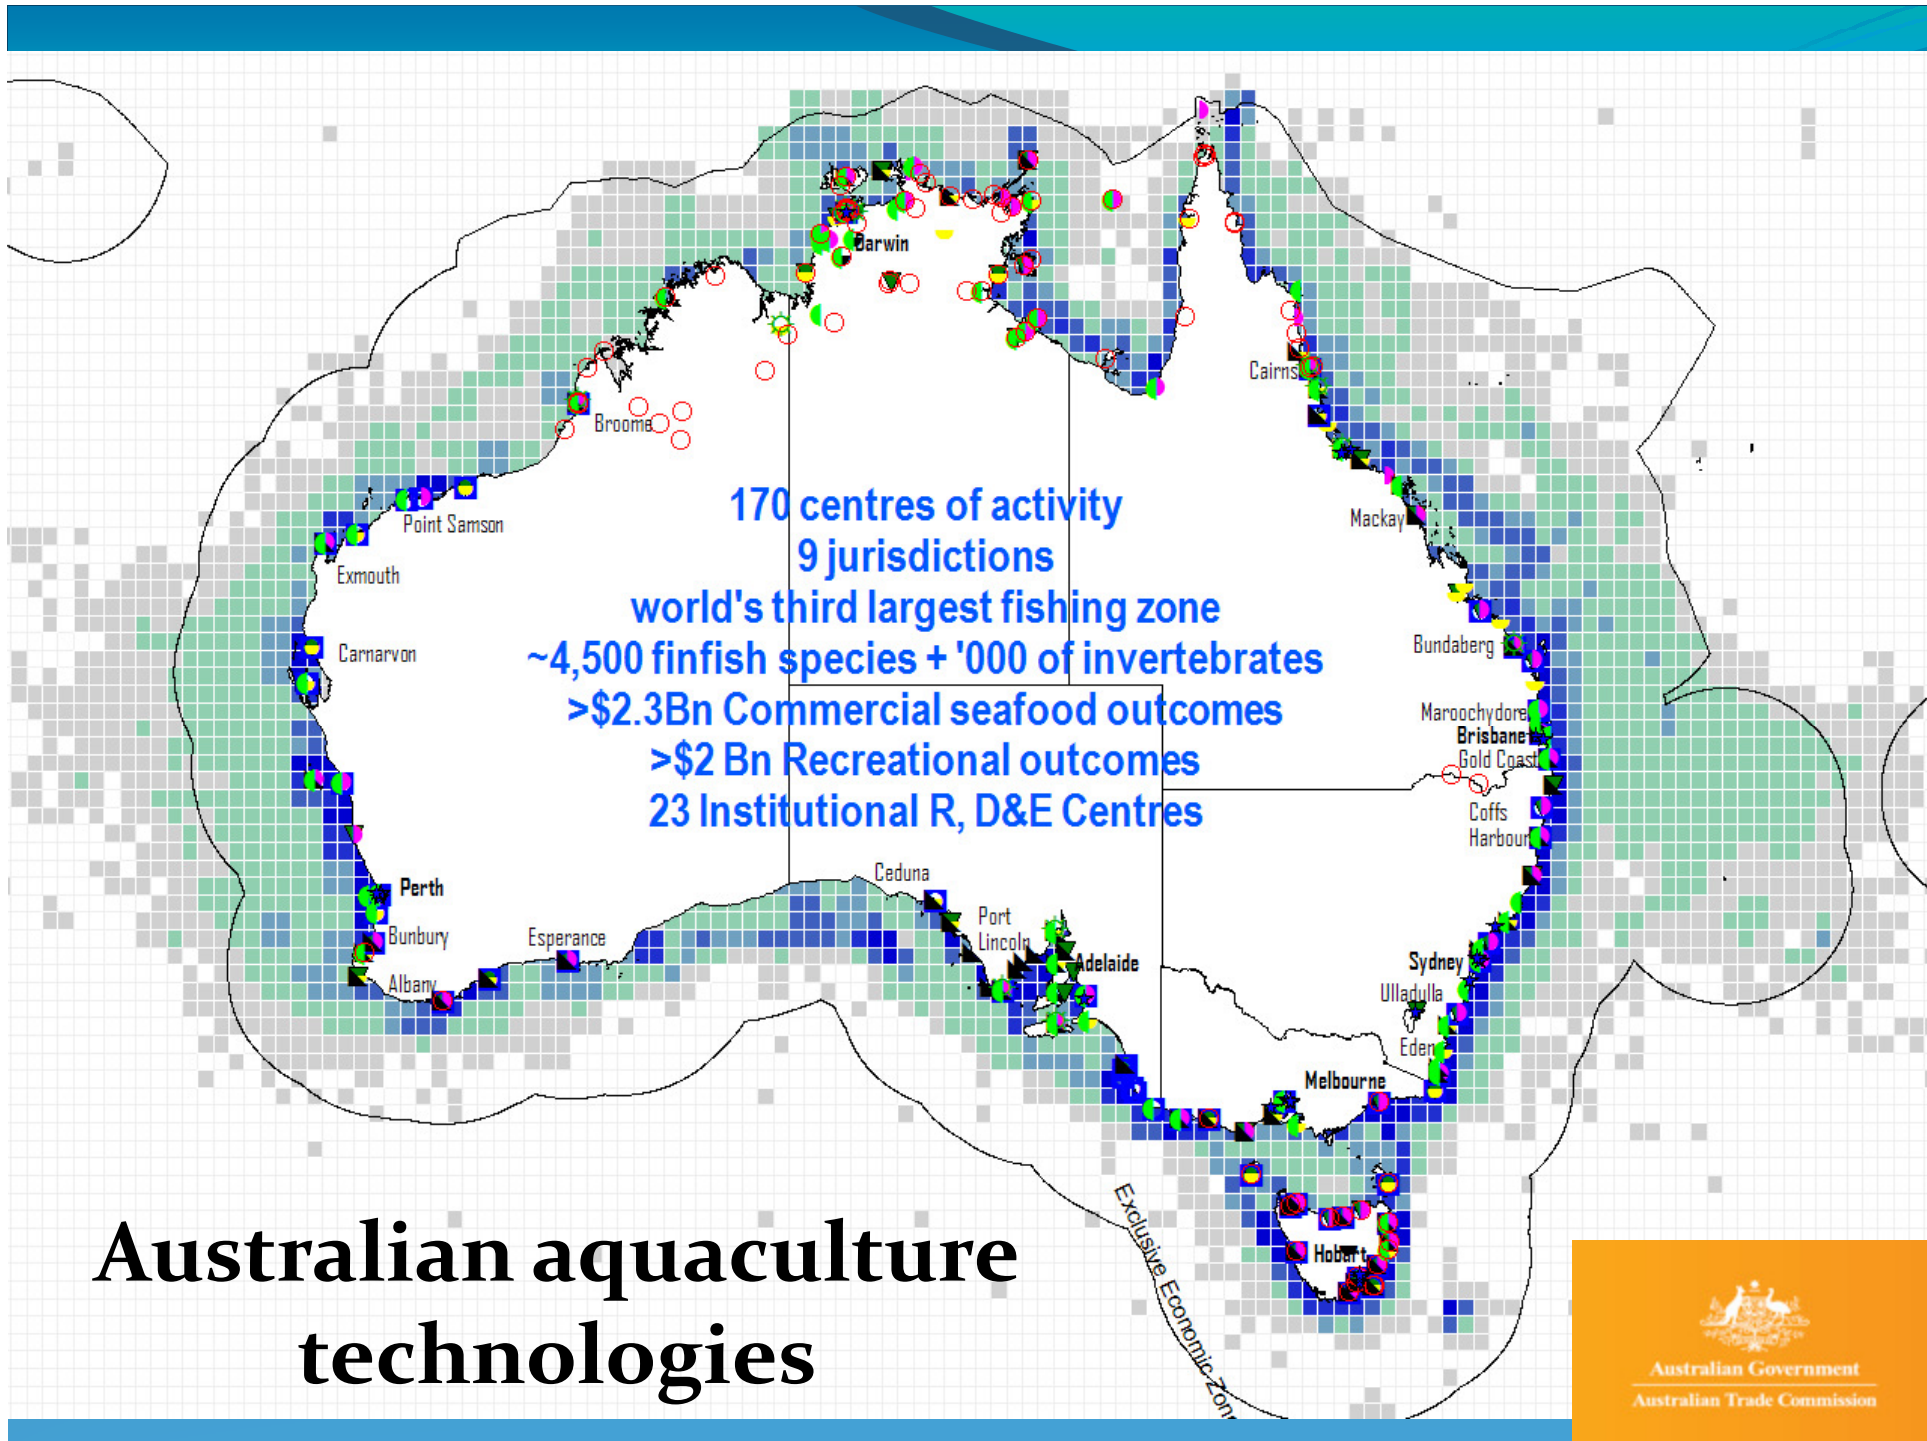 Darwin
Cairns
Broome
170 centres of activity
Point Samson
Mackay
9 jurisdictions
Exmouth
world's third largest fishing zone
Carnarvon
Bundaberg
~4,500 finfish species + '000 of invertebrates
>$2.3Bn Commercial seafood outcomes
Maroochydore
Brisbane
>$2 Bn Recreational outcomes
Gold Coast
23 Institutional R, D&E Centres
Coffs
Harbour
Ceduna
Perth
Port
Lincoln
Bunbury
Esperance
Adelaide
Sydney
Albany
Ulladulla
Eden
Melbourne
Exclusive Economic Zone
Hobart
Australian aquaculture
technologies
Australian Government
Australian Trade Commission